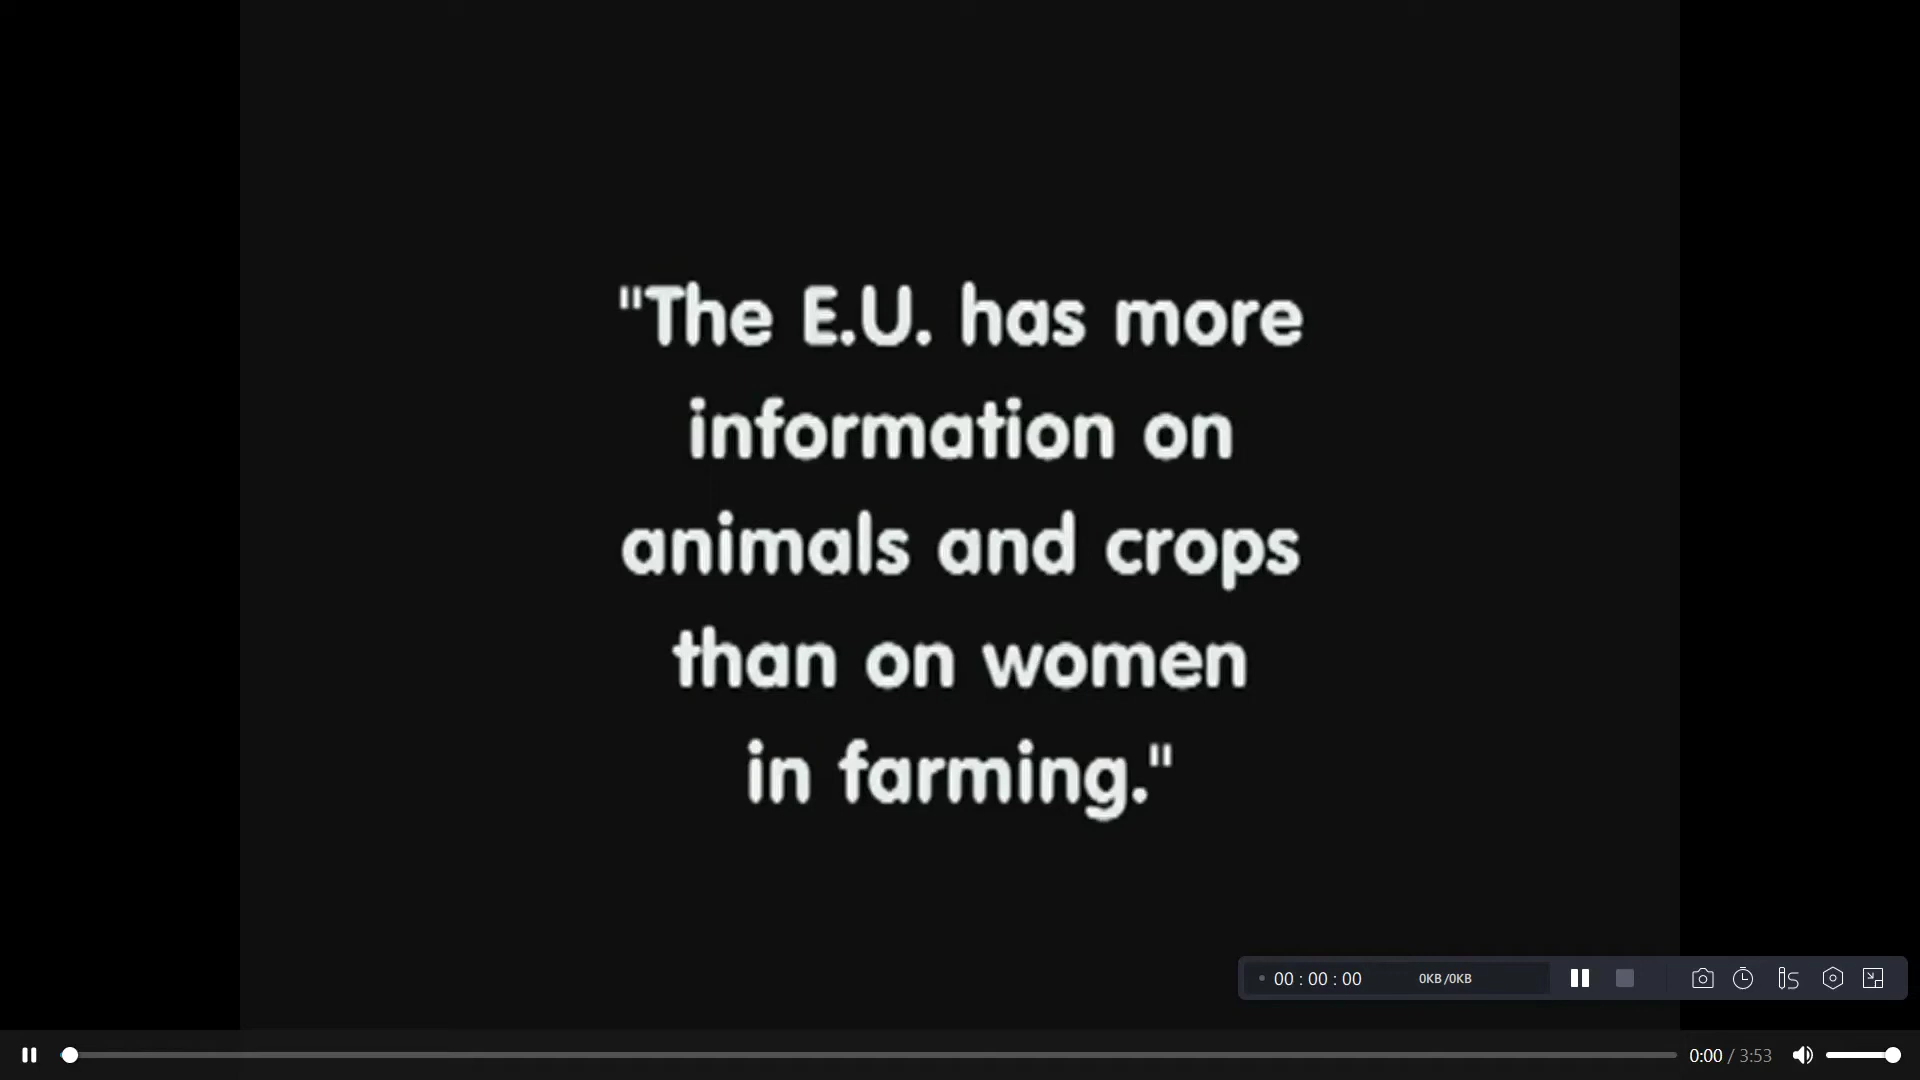 "The E.U. has more
information on
animals and crops
than on women
in farming."
00 : 00 : 00 0KB/0KB
0:00 / 3:53